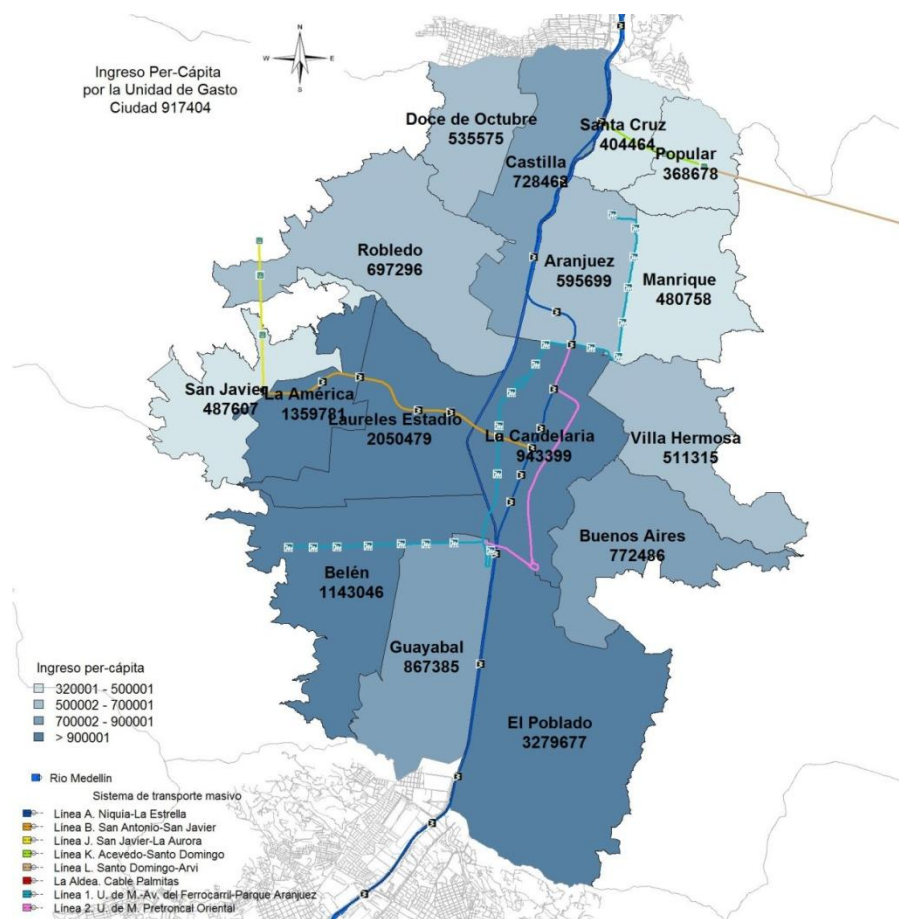 N
W E
S
Ingreso Per-Cápita
por la Unidad de Gasto
Ciudad 917404
Doce de Octubre
535575
Castilla
728462
Santa Cruz
404464
Popular
368678
Robledo
697296
Aranjuez
595699
Manrique
480758
San Javier
487607
La América
1359781
Laureles Estadio
2050479
La Candelaria
943399
Villa Hermosa
511315
Buenos Aires
772486
Belén
1143046
Guayabal
867385
El Poblado
3279677
Ingreso per-cápita
320001 - 500001
500002 - 700001
700002 - 900001
> 900001
Rio Medellín
Sistema de transporte masivo
Línea A. Niquia-La Estrella
Línea B. San Antonio-San Javier
Línea J. San Javier-La Aurora
Línea K. Acevedo-Santo Domingo
Línea L. Santo Domingo-Arvi
La Aldea. Cable Palmitas
Línea 1. U. de M.-Av. del Ferrocarril-Parque Aranjuez
Línea 2. U. de M. Pretroncal Oriental